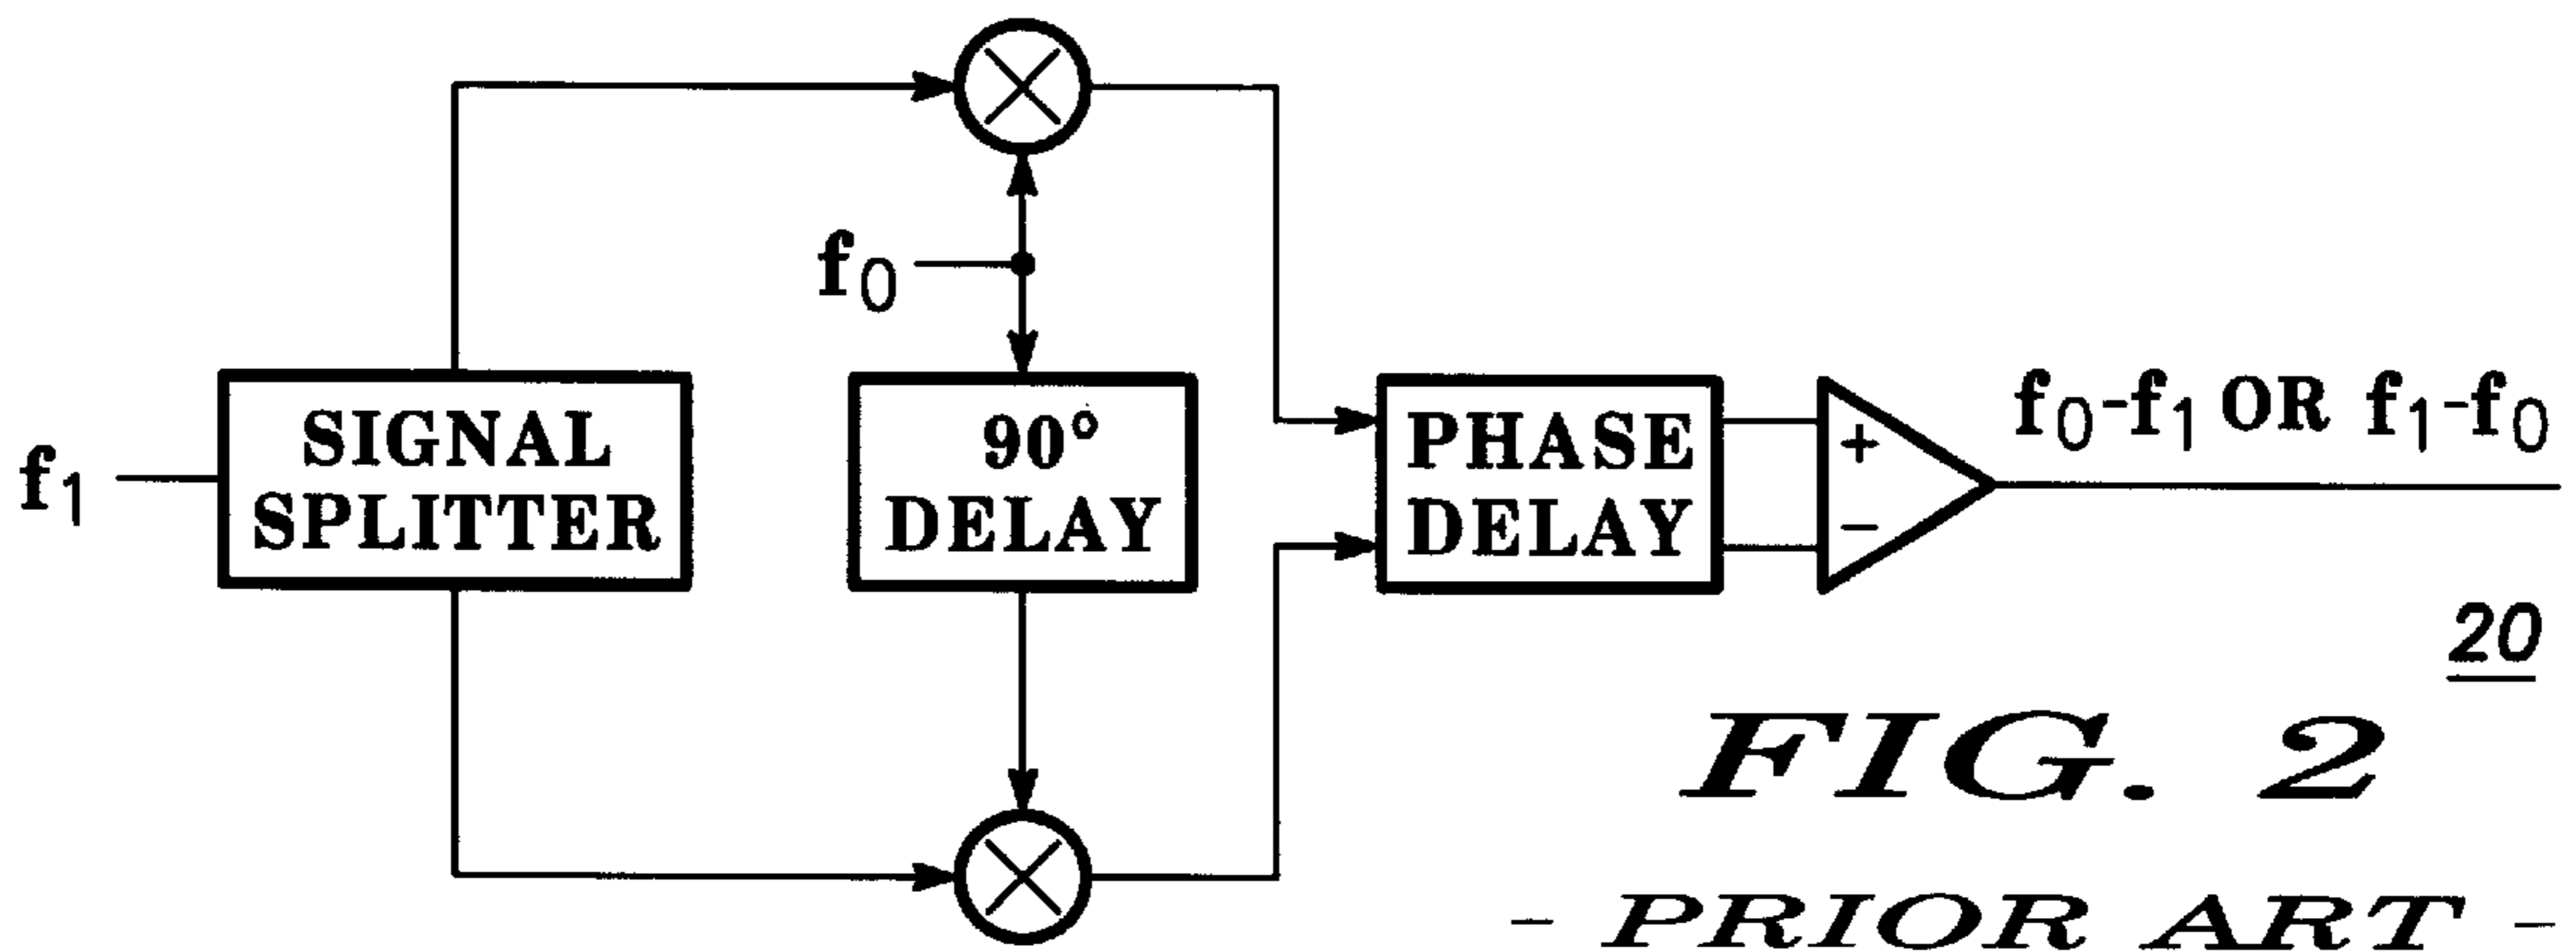 f0
f1
SIGNAL
SPLITTER
90°
DELAY
PHASE
DELAY
+
−
f0-f1 OR f1-f0
20
FIG. 2
- PRIOR ART -